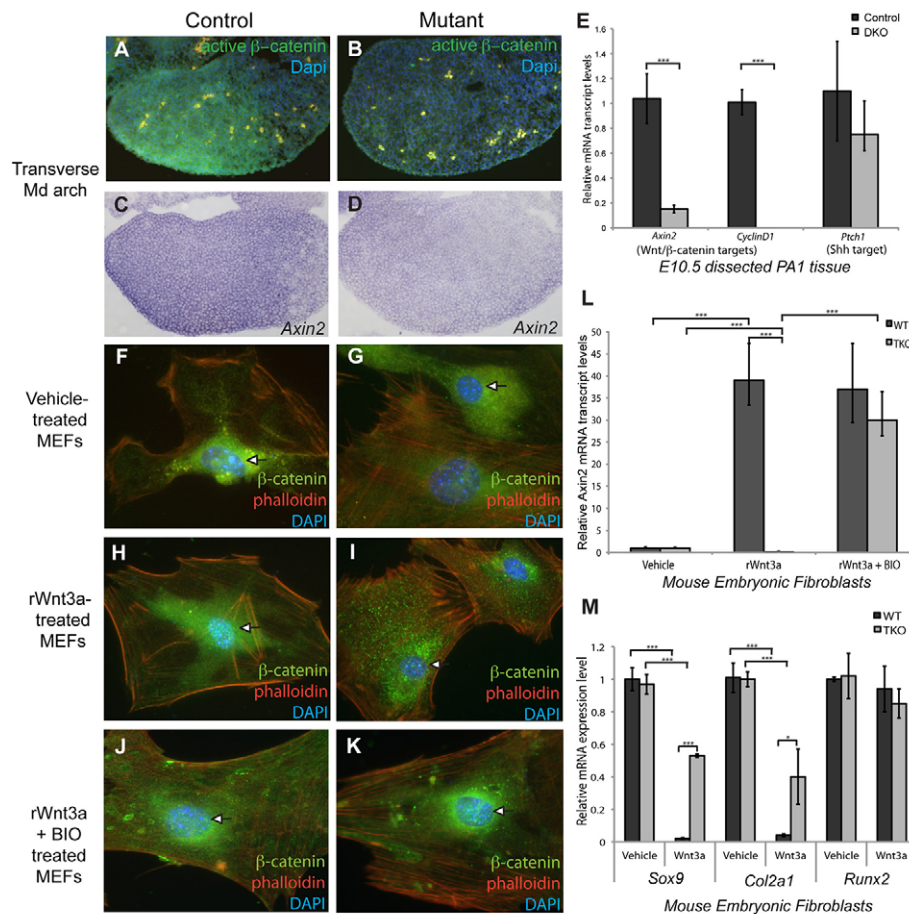 Control
Mutant
A
active β-catenin
Dapi
B
active β-catenin
Dapi
Transverse
Md arch
C
Axin2
D
Axin2
Vehicle-
treated
MEFs
F
β-catenin
phalloidin
DAPI
G
β-catenin
phalloidin
DAPI
rWnt3a-
treated
MEFs
H
β-catenin
phalloidin
DAPI
I
β-catenin
phalloidin
DAPI
rWnt3a
+ BIO
treated
MEFs
J
β-catenin
phalloidin
DAPI
K
β-catenin
phalloidin
DAPI
E
Control
DKO
Relative mRNA transcript levels
1.6
1.4
1.2
1
0.8
0.6
0.4
0.2
0
***
***
Axin2
CyclinD1
Ptch1
(Wnt/β-catenin targets)
(Shh target)
E10.5 dissected PA1 tissue
L
WT
TKO
Relative Axin2 mRNA transcript levels
50
45
40
35
30
25
20
15
10
5
0
***
***
***
***
Vehicle
rWnt3a
rWnt3a + BIO
Mouse Embryonic Fibroblasts
M
WT
TKO
Relative mRNA expression level
1.4
1.2
1
0.8
0.6
0.4
0.2
0
***
***
***
***
***
*
Vehicle
Wnt3a
Vehicle
Wnt3a
Vehicle
Wnt3a
Sox9
Col2a1
Runx2
Mouse Embryonic Fibroblasts